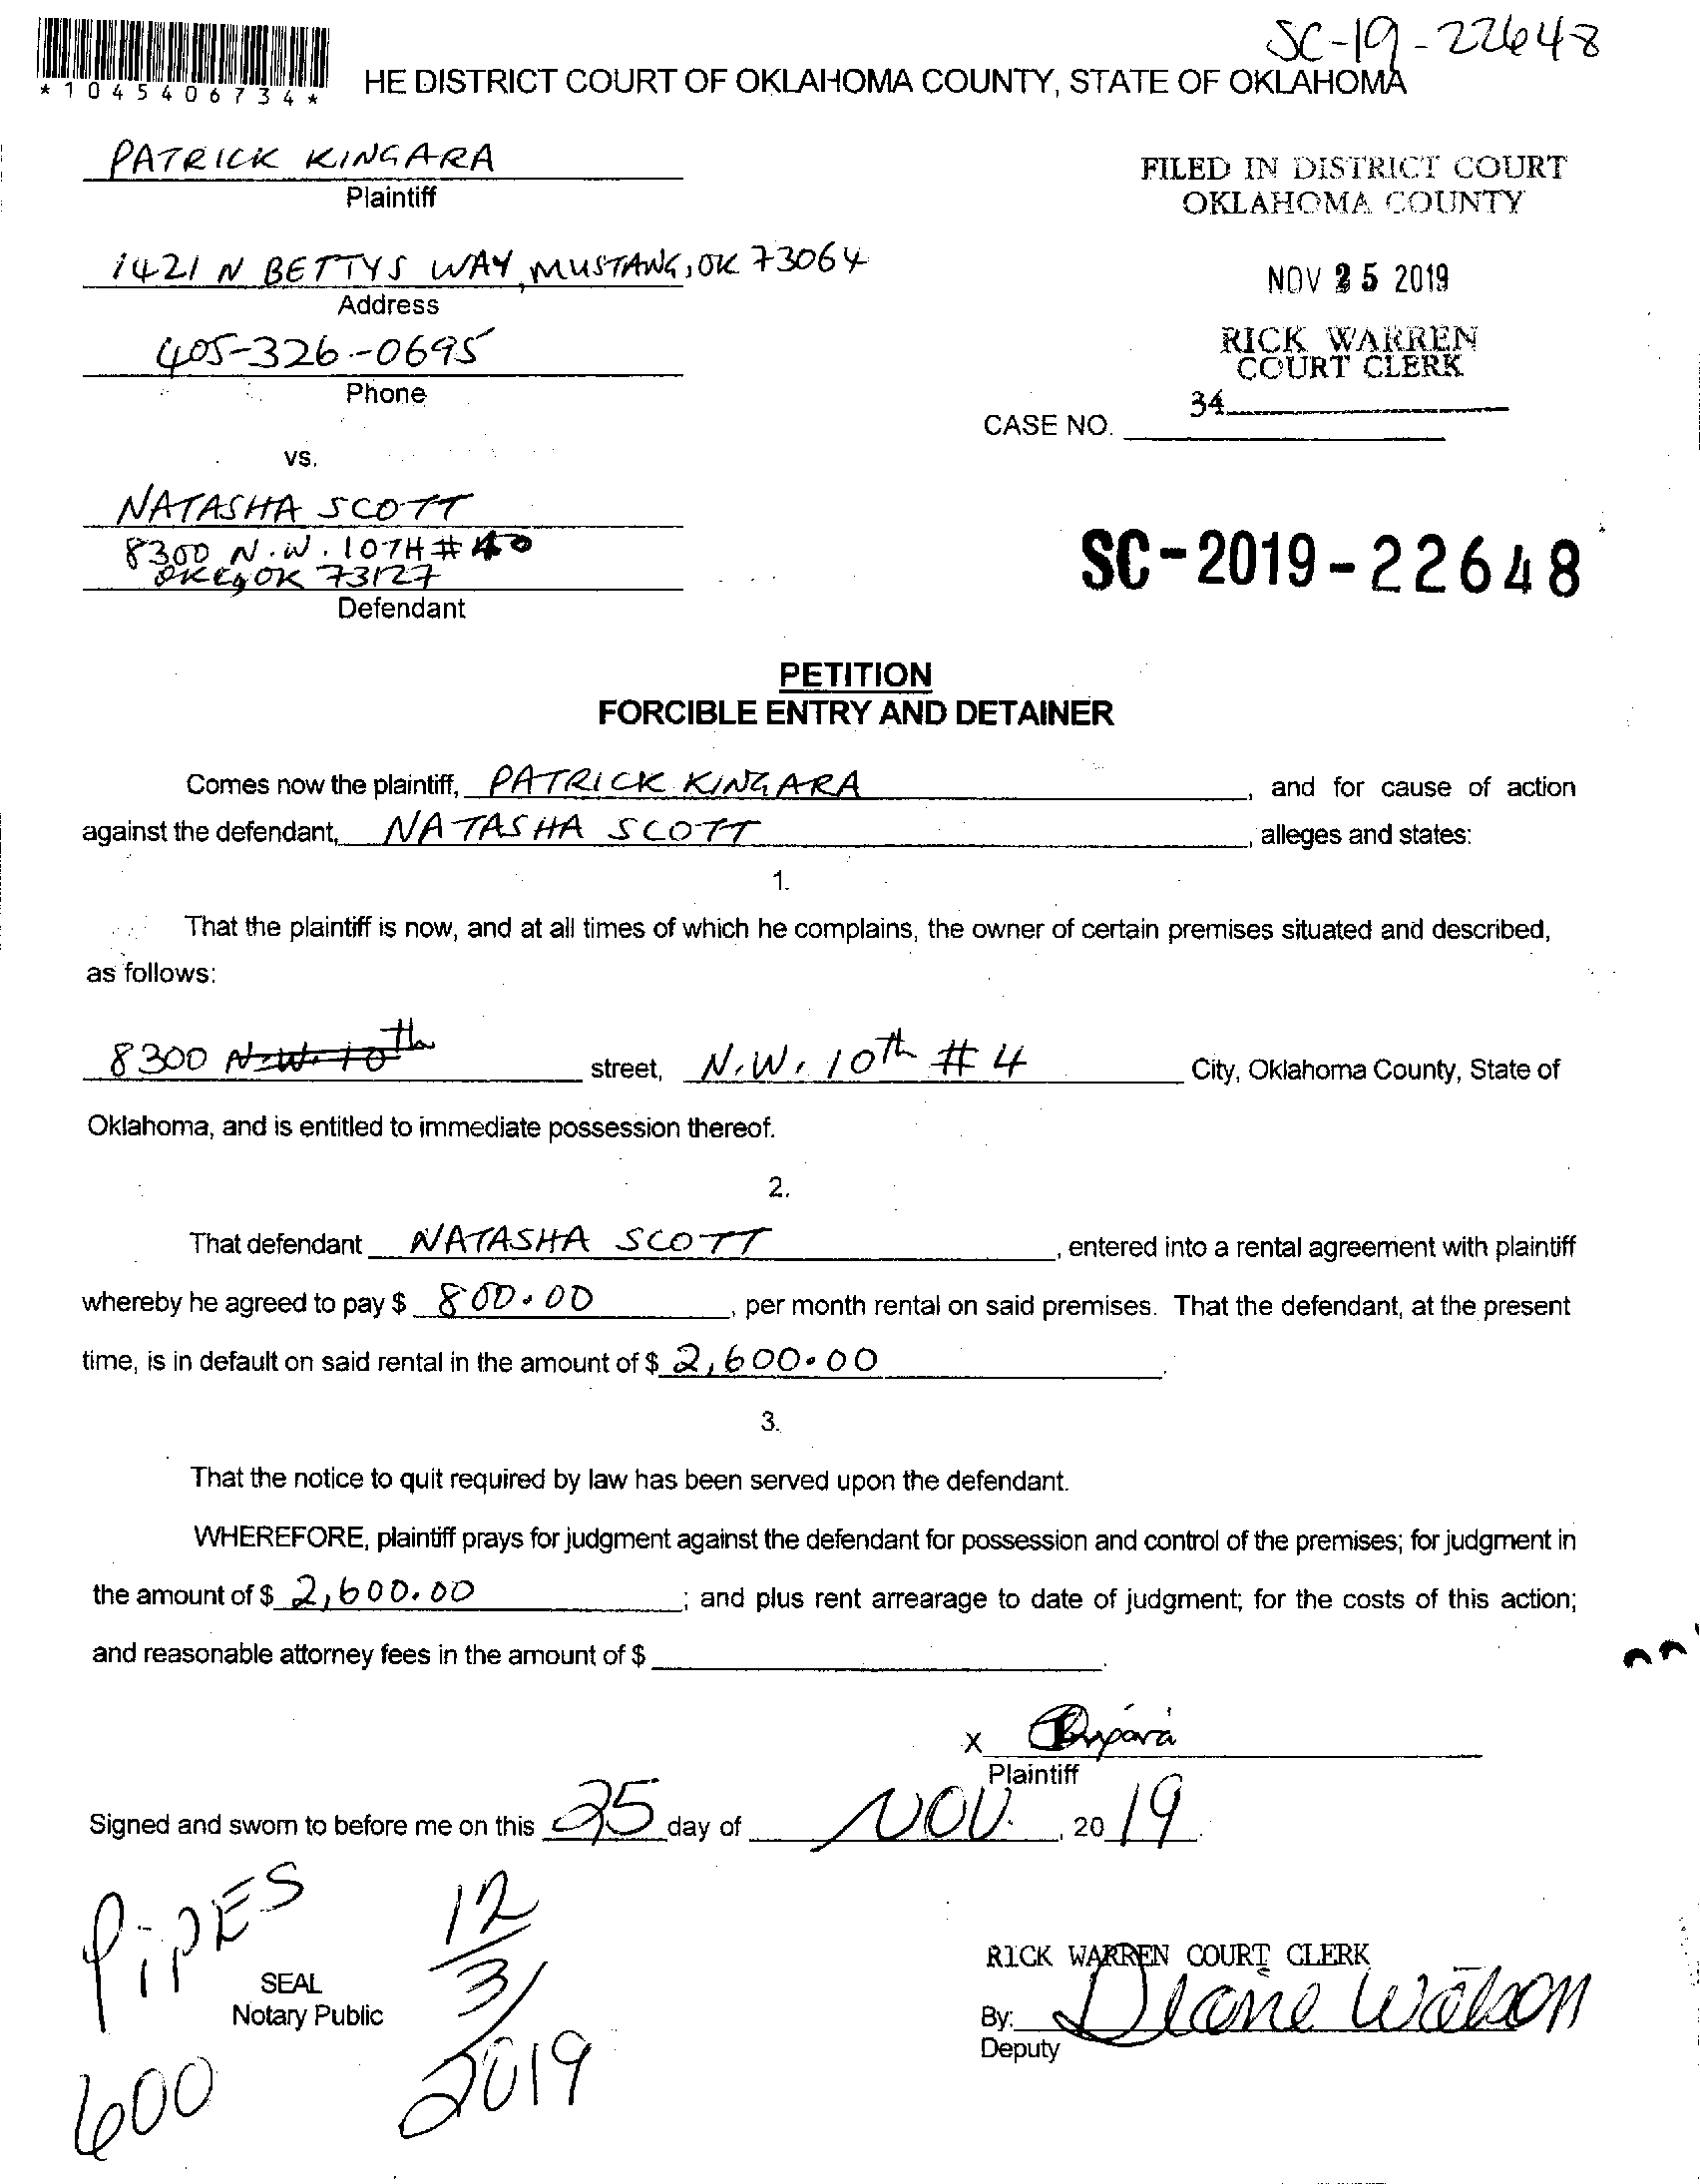 SC-19-22648
*1045406734*
HE DISTRICT COURT OF OKLAHOMA COUNTY, STATE OF OKLAHOMA
PATRICK KINGARA
Plaintiff
FILED IN DISTRICT COURT
OKLAHOMA COUNTY
1421 N BETTYS WAY, MUSTANG, OK 73064
Address
NOV 25 2019
405-326-0695
Phone
RICK WARREN
COURT CLERK
34
CASE NO.
vs.
NATASHA SCOTT
8300 N.W. 10TH #
OK 73127
Defendant
SC-2019-22648
PETITION
FORCIBLE ENTRY AND DETAINER
Comes now the plaintiff, PATRICK KINGARA, and for cause of action
against the defendant, NATASHA SCOTT, alleges and states:
1.
That the plaintiff is now, and at all times of which he complains, the owner of certain premises situated and described,
as follows:
8300 N.W. 10th street, N.W. 10th # 4 City, Oklahoma County, State of
Oklahoma, and is entitled to immediate possession thereof.
2.
That defendant NATASHA SCOTT, entered into a rental agreement with plaintiff
whereby he agreed to pay $ 800.00, per month rental on said premises. That the defendant, at the present
time, is in default on said rental in the amount of $ 2,600.00.
3.
That the notice to quit required by law has been served upon the defendant.
WHEREFORE, plaintiff prays for judgment against the defendant for possession and control of the premises; for judgment in
the amount of $ 2,600.00; and plus rent arrearage to date of judgment; for the costs of this action;
and reasonable attorney fees in the amount of $
X
Plaintiff
Signed and sworn to before me on this 25 day of NOV., 2019.
PiPES
12/3/2019
SEAL
Notary Public
600
RICK WARREN COURT CLERK
By: Diane Watson
Deputy